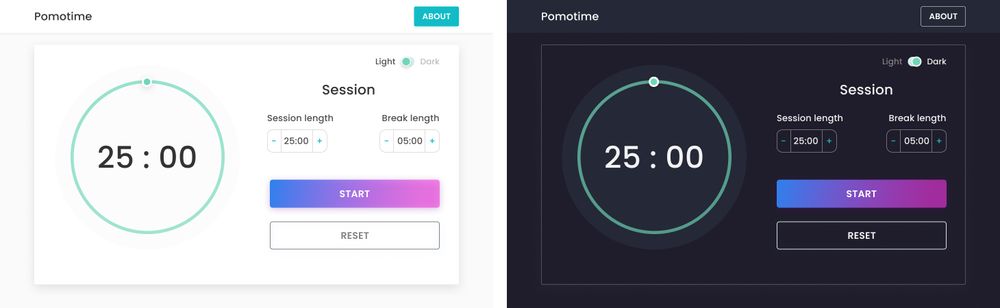 Pomotime
ABOUT
Light Dark
Session
Session length Break length
- 25:00 + - 05:00 +
25 : 00
START
RESET
Pomotime
ABOUT
Light Dark
Session
Session length Break length
- 25:00 + - 05:00 +
25 : 00
START
RESET